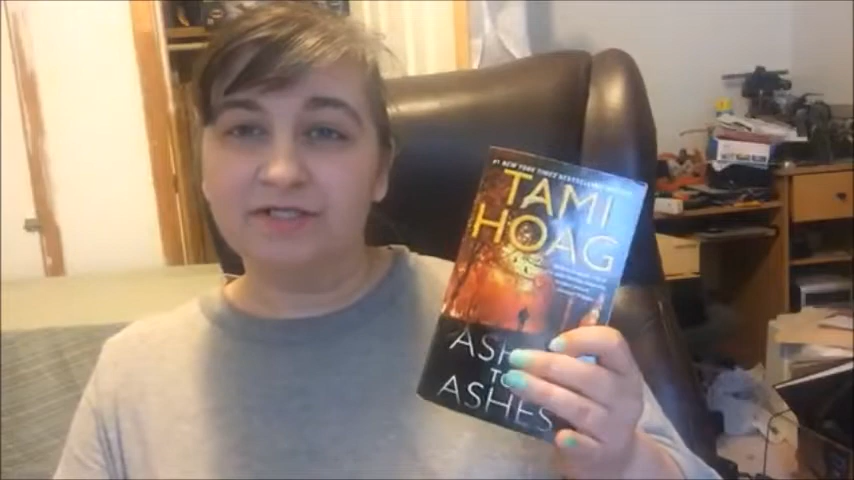 #1 NEW YORK TIMES BESTSELLING AUTHOR
TAMI
HOAG
ASHES
TO
ASHES